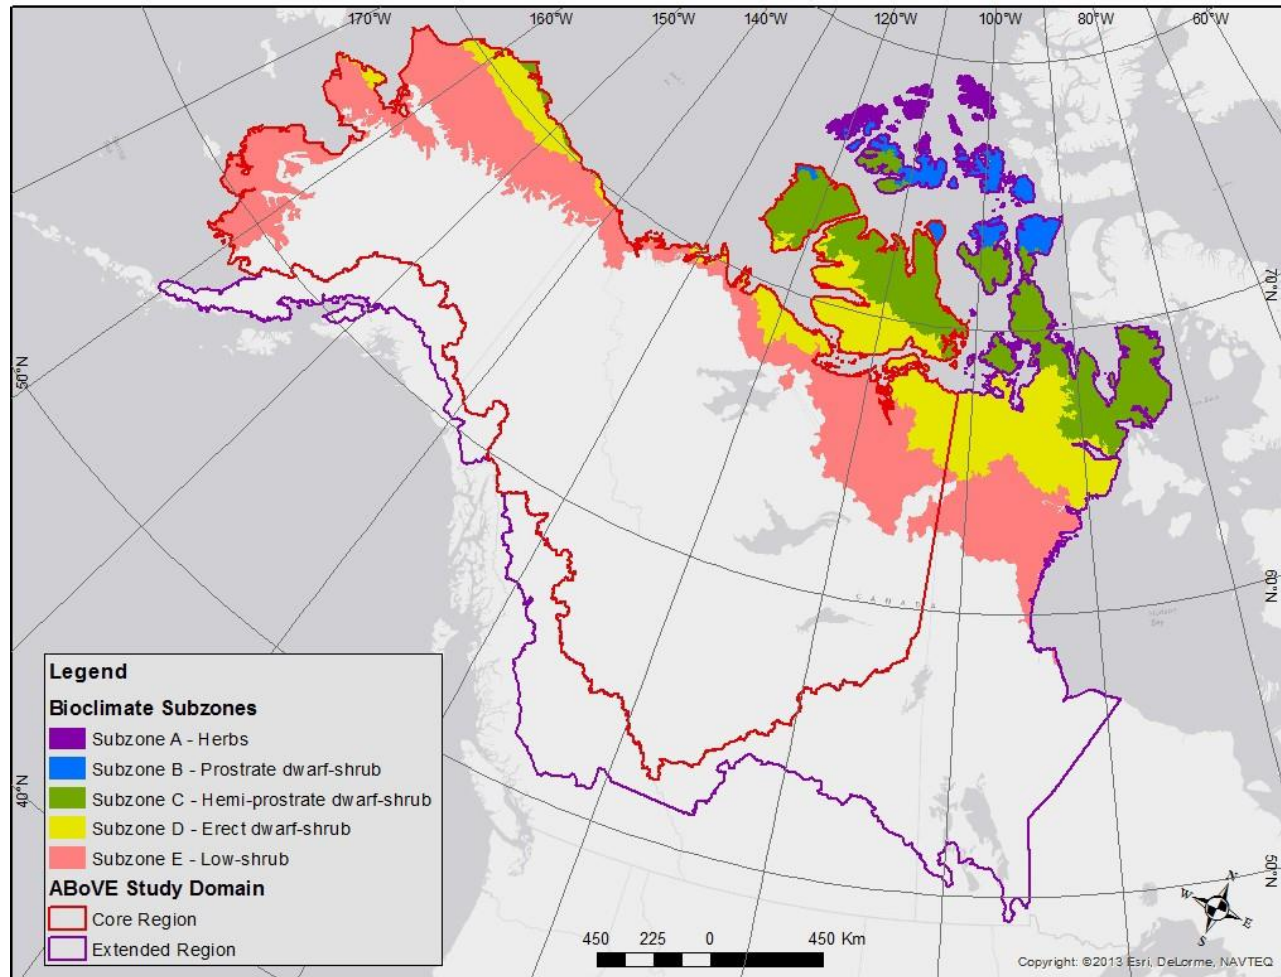 170°W
160°W
150°W
140°W
120°W
100°W
80°W
60°W
70°N
50°N
60°N
CANADA
Hudson
Bay
Legend
Bioclimate Subzones
Subzone A - Herbs
Subzone B - Prostrate dwarf-shrub
Subzone C - Hemi-prostrate dwarf-shrub
Subzone D - Erect dwarf-shrub
Subzone E - Low-shrub
ABoVE Study Domain
Core Region
Extended Region
40°N
50°N
N
W
E
S
450 225 0 450 Km
Copyright: ©2013 Esri, DeLorme, NAVTEQ